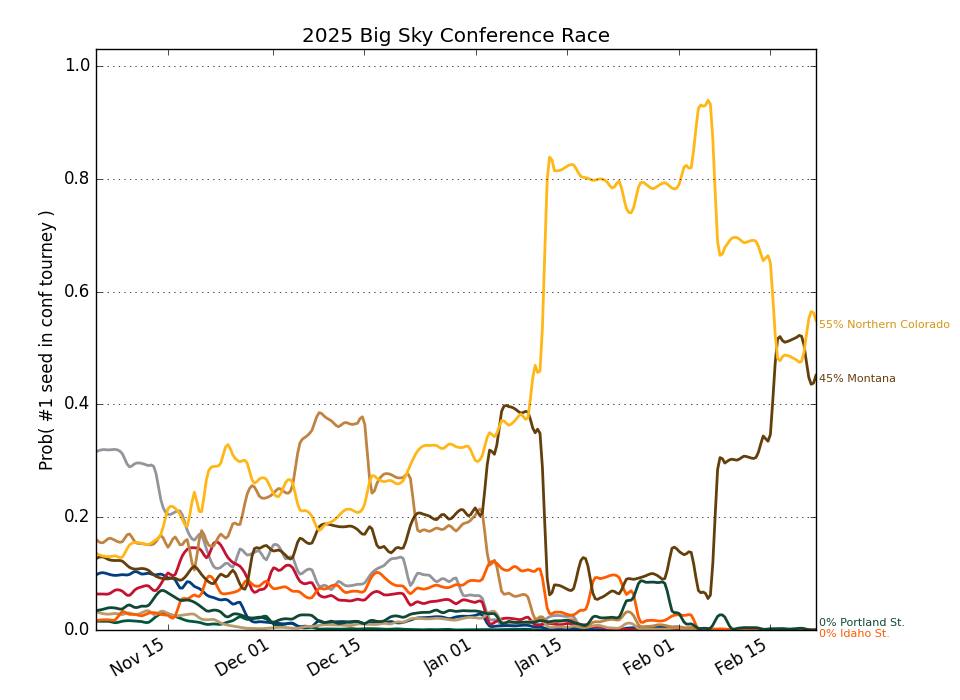 2025 Big Sky Conference Race
Prob( #1 seed in conf tourney )
1.0
0.8
0.6
0.4
0.2
0.0
Nov 15
Dec 01
Dec 15
Jan 01
Jan 15
Feb 01
Feb 15
55% Northern Colorado
45% Montana
0% Portland St.
0% Idaho St.